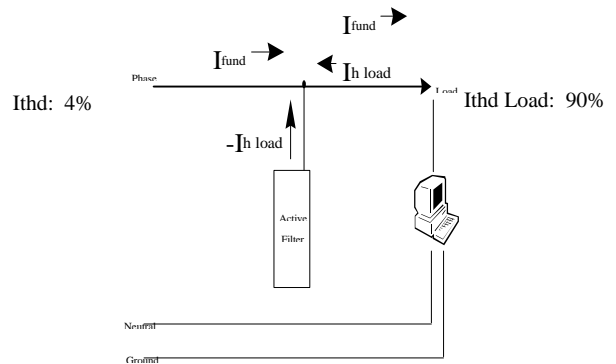 Ifund
Ifund
Ih load
Phase
Load
Ithd: 4%
Ithd Load: 90%
-Ih load
Active
Filter
Neutral
Ground